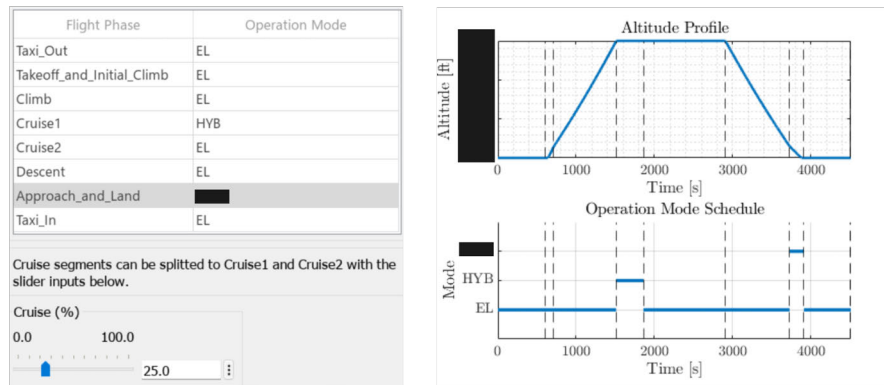 Flight Phase Operation Mode
Taxi_Out EL
Takeoff_and_Initial_Climb EL
Climb EL
Cruise1 HYB
Cruise2 EL
Descent EL
Approach_and_Land
Taxi_In EL
Cruise segments can be splitted to Cruise1 and Cruise2 with the
slider inputs below.
Cruise (%)
0.0 100.0
25.0
Altitude Profile
Altitude [ft]
0 1000 2000 3000 4000
Time [s]
Operation Mode Schedule
Mode
HYB
EL
0 1000 2000 3000 4000
Time [s]